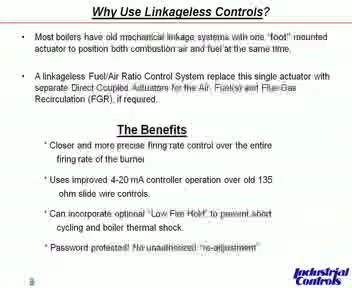 Why Use Linkageless Controls?
• Most boilers have old mechanical linkage systems with one "foot" mounted
actuator to position both combustion air and fuel at the same time.
• A linkageless Fuel/Air Ratio Control System replace this single actuator with
separate Direct Coupled Actuators for the Air, Fuel(s) and Flue Gas
Recirculation (FGR), if required.
The Benefits
* Closer and more precise firing rate control over the entire
firing rate of the burner
* Uses improved 4-20 mA controller operation over old 135
ohm slide wire controls.
* Can incorporate optional "Low Fire Hold" to prevent short
cycling and boiler thermal shock.
* Password protected! No unauthorized "re-adjustment"
Industrial
Controls